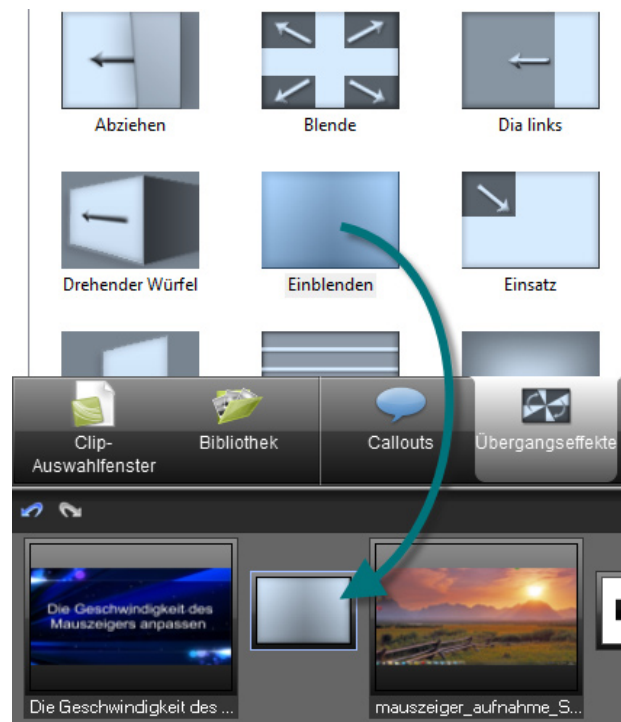 Abziehen
Blende
Dia links
Drehender Würfel
Einblenden
Einsatz
Clip-
Auswahlfenster
Bibliothek
Callouts
Übergangseffekte
Die Geschwindigkeit des
Mauszeigers anpassen
Die Geschwindigkeit des ...
mauszeiger_aufnahme_S...